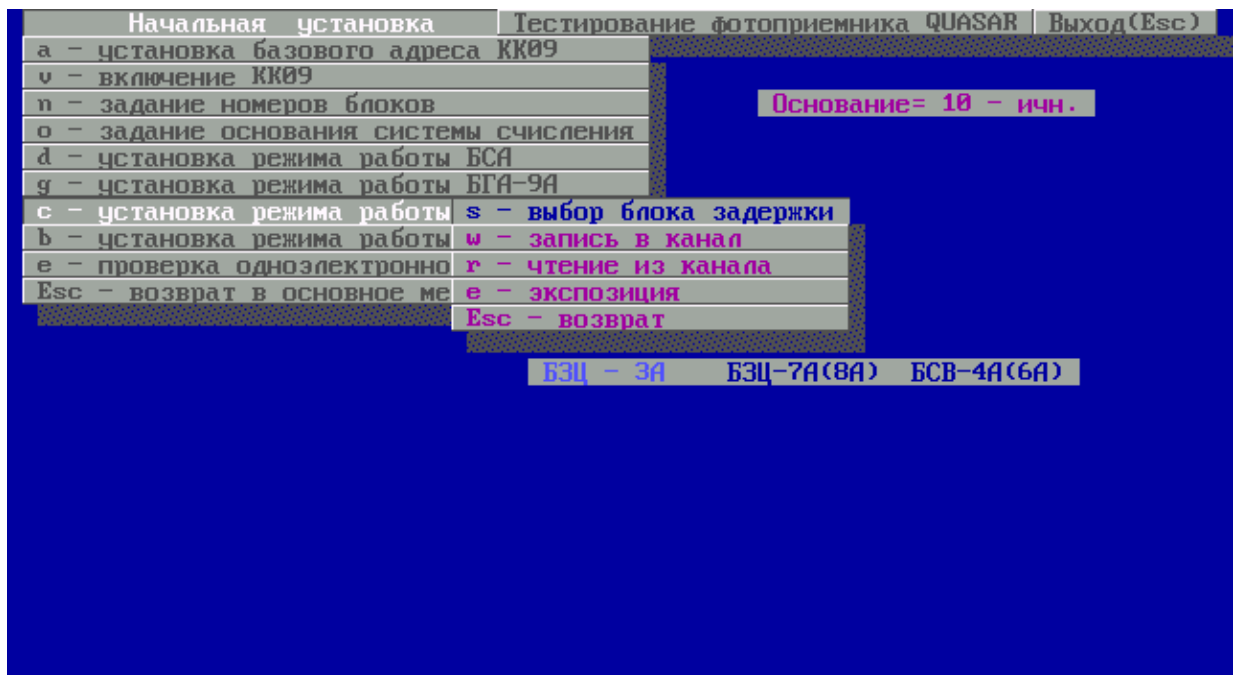 Начальная установка Тестирование фотоприемника QUASAR Выход(Esc)
a - установка базового адреса КК09
v - включение КК09
n - задание номеров блоков
Основание= 10 - ичн.
o - задание основания системы счисления
d - установка режима работы БСА
g - установка режима работы БГА-9А
c - установка режима работы
b - установка режима работы
e - проверка одноэлектронно
Esc - возврат в основное ме
s - выбор блока задержки
w - запись в канал
r - чтение из канала
e - экспозиция
Esc - возврат
БЗЦ - 3А БЗЦ-7А(8А) БСВ-4А(6А)